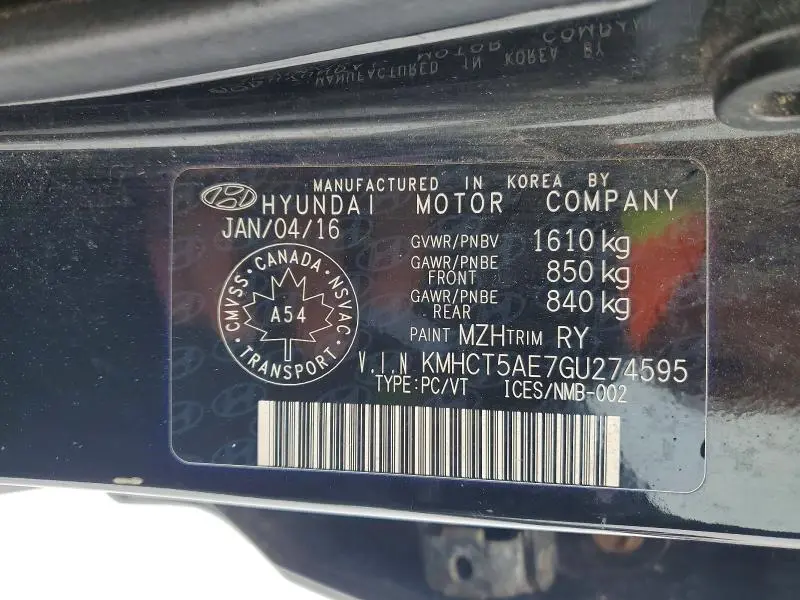 MANUFACTURED IN KOREA BY
HYUNDAI MOTOR COMPANY
JAN/04/16
GVWR/PNBV 1610 kg
GAWR/PNBE FRONT 850 kg
GAWR/PNBE REAR 840 kg
CANADA
CMVSS
NSVAC
A54
TRANSPORT
PAINT MZH TRIM RY
V.I.N KMHCT5AE7GU274595
TYPE:PC/VT ICES/NMB-002